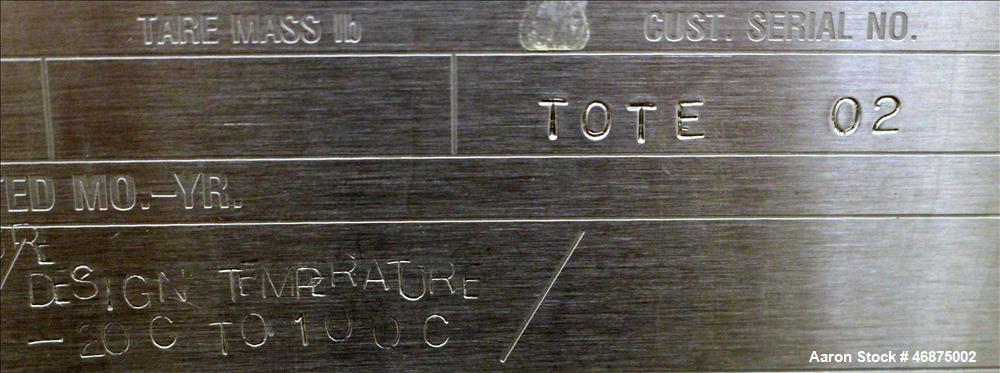 TARE MASS lb CUST. SERIAL NO.
TOTE 02
ED MO.-YR.
DESIGN TEMPERATURE
- 20 C TO 100 C
Aaron Stock # 46875002